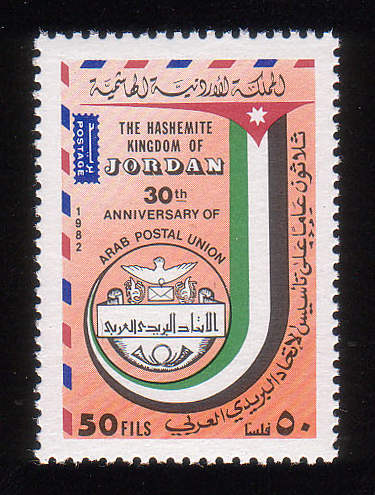 المملكة الأردنية الهاشمية
بريد
POSTAGE
THE HASHEMITE
KINGDOM OF
JORDAN
30th
ANNIVERSARY OF
ARAB POSTAL UNION
1982
ثلاثون عاما على تأسيس الاتحاد البريدي العربي
الاتحاد البريدي العربي
50 FILS
٥٠ فلسا